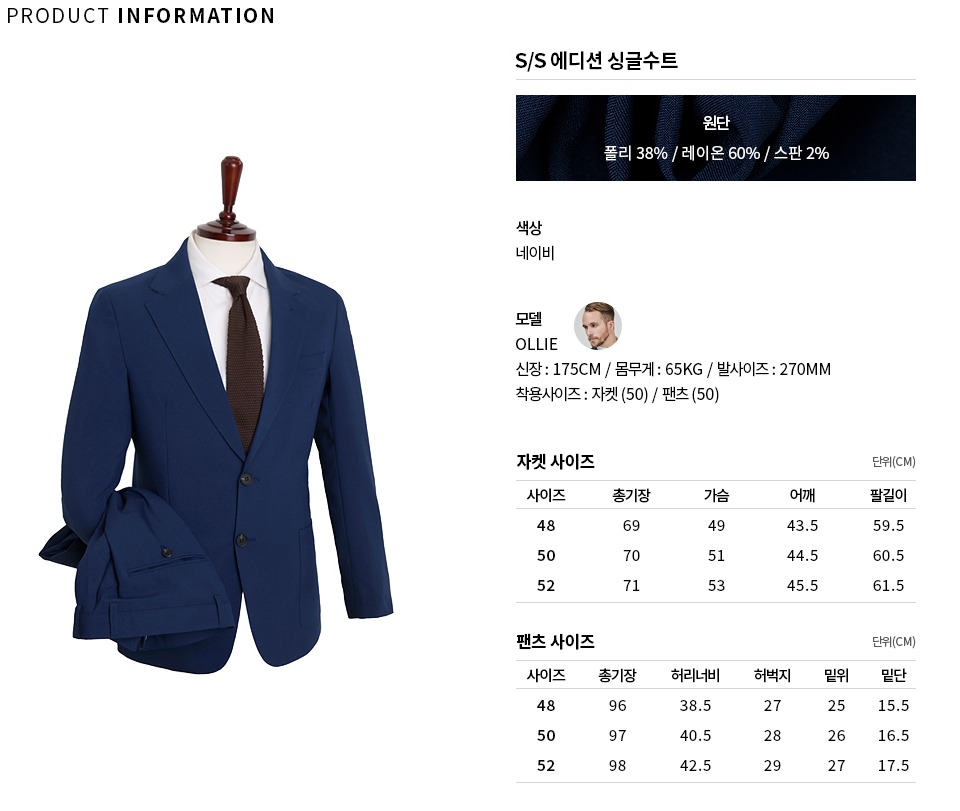 PRODUCT INFORMATION
S/S 에디션 싱글수트
원단
폴리 38% / 레이온 60% / 스판 2%
색상
네이비
모델
OLLIE
신장 : 175CM / 몸무게 : 65KG / 발사이즈 : 270MM
착용사이즈 : 자켓 (50) / 팬츠 (50)
자켓 사이즈 단위(CM)
사이즈 총기장 가슴 어깨 팔길이
48 69 49 43.5 59.5
50 70 51 44.5 60.5
52 71 53 45.5 61.5
팬츠 사이즈 단위(CM)
사이즈 총기장 허리너비 허벅지 밑위 밑단
48 96 38.5 27 25 15.5
50 97 40.5 28 26 16.5
52 98 42.5 29 27 17.5